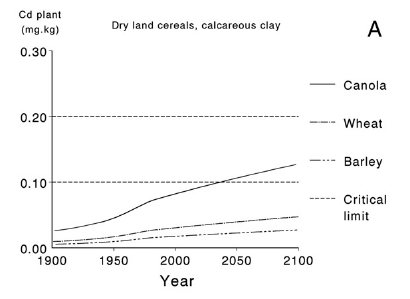 Cd plant
(mg.kg)
Dry land cereals, calcareous clay
A
0.30
0.20
0.10
0.00
1900 1950 2000 2050 2100
Year
Canola
Wheat
Barley
Critical
limit